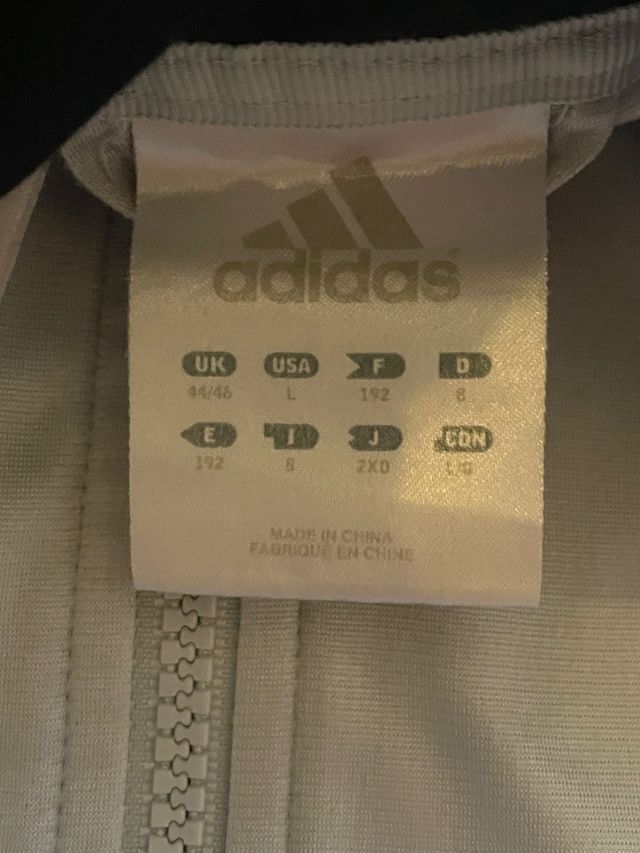 adidas
UK USA F D
44/46 L 192 8
E I J CDN
192 8 2XO L/G
MADE IN CHINA
FABRIQUÉ EN CHINE